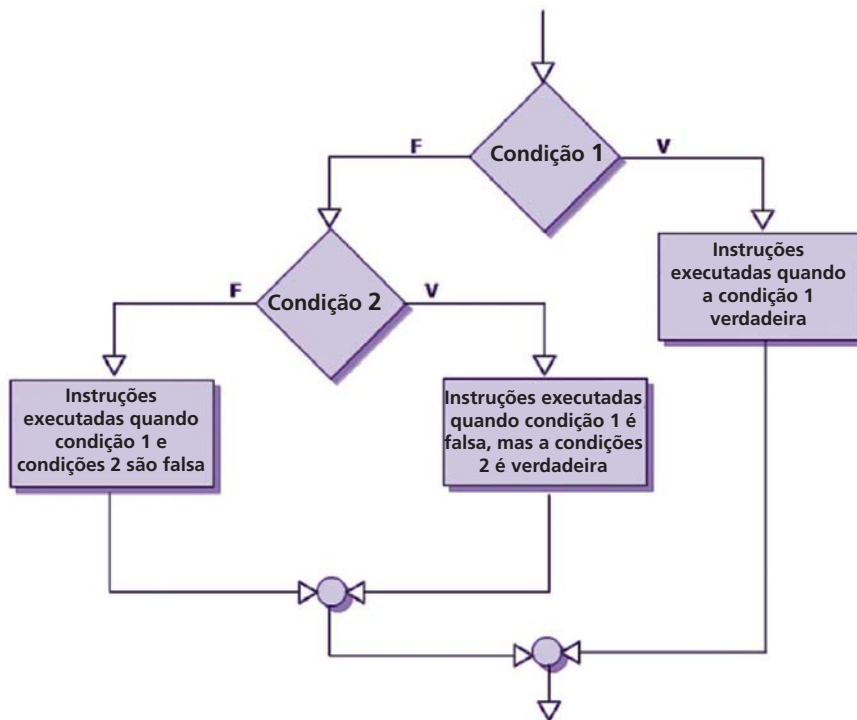 Condição 1
F
V
Instruções
executadas quando
a condição 1
verdadeira
Condição 2
F
V
Instruções
executadas quando
condição 1 e
condições 2 são falsa
Instruções executadas
quando condição 1 é
falsa, mas a condições
2 é verdadeira